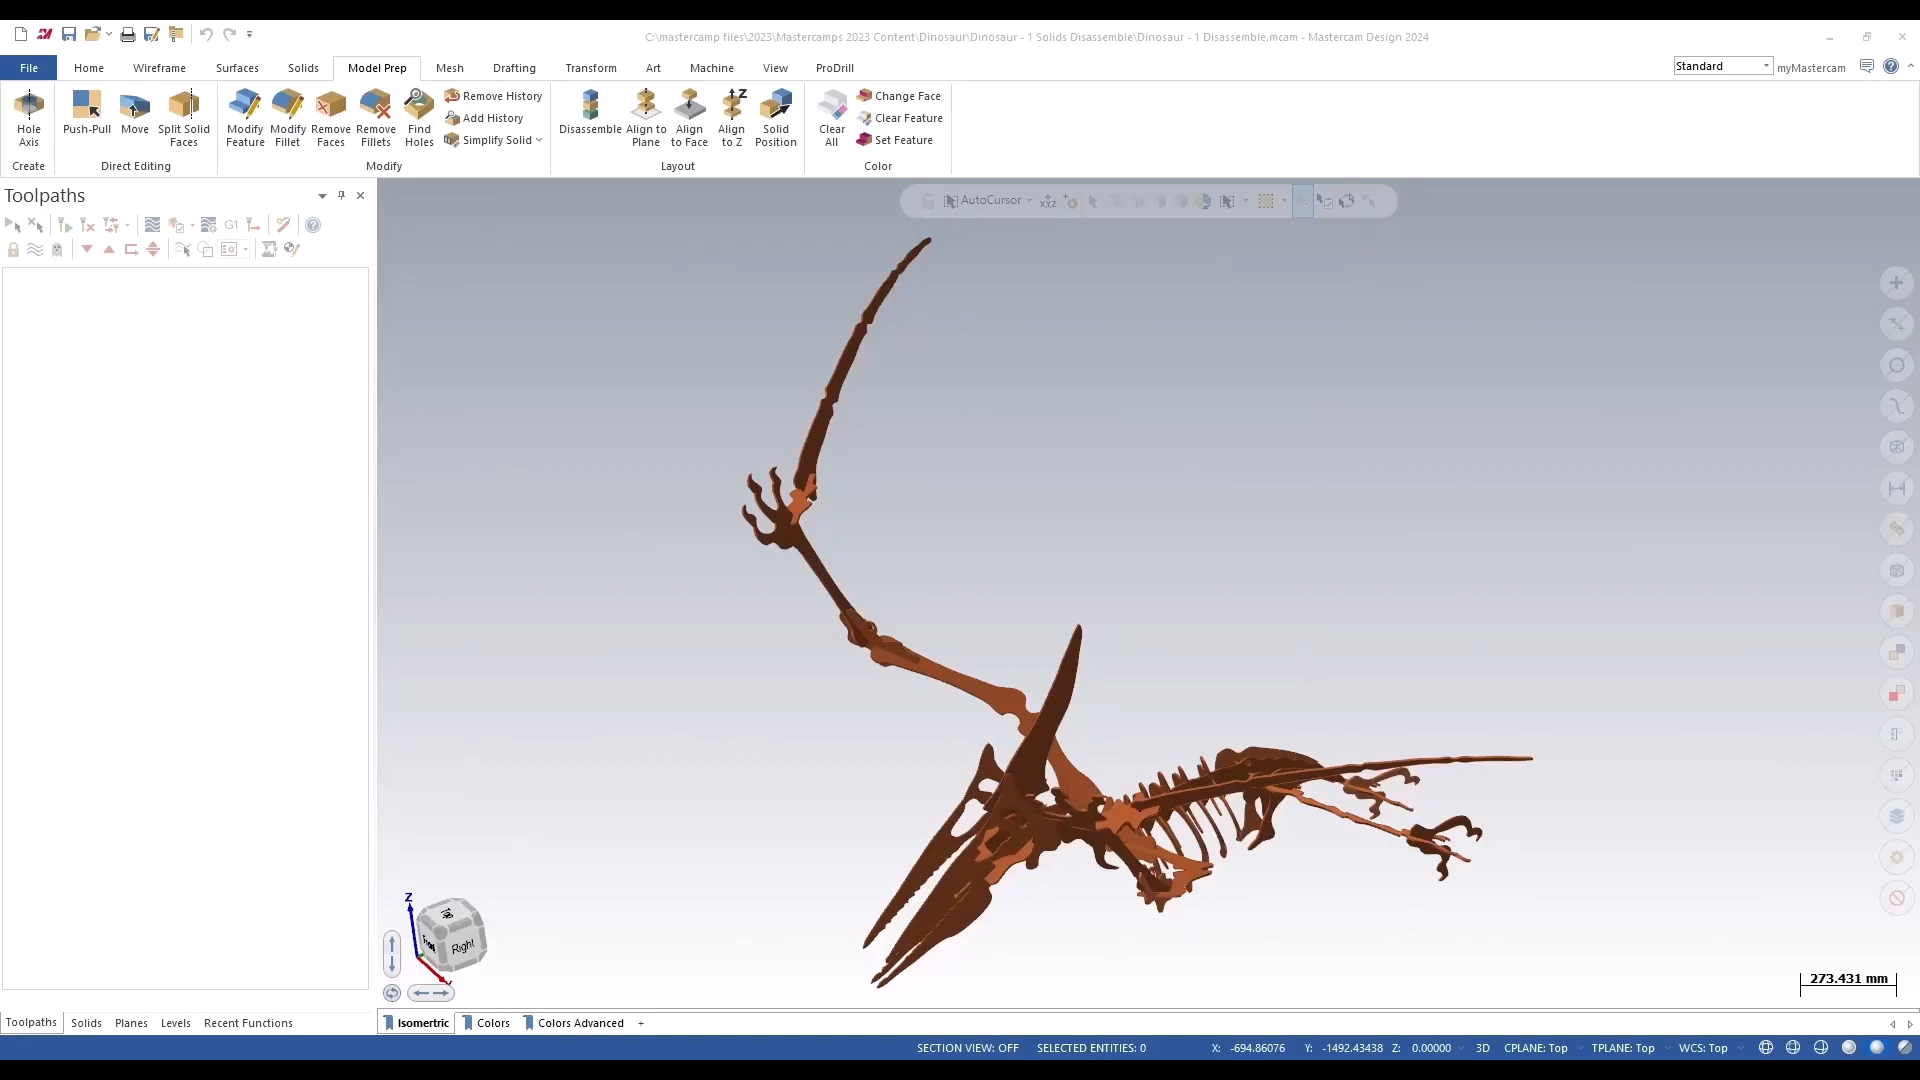 C:\mastercamp files\2023\Mastercamps 2023 Content\Dinosaur\Dinosaur - 1 Solids Disassemble\Dinosaur - 1 Disassemble.mcam - Mastercam Design 2024
File Home Wireframe Surfaces Solids Model Prep Mesh Drafting Transform Art Machine View ProDrill Standard myMastercam
Hole Axis
Create
Push-Pull
Move
Split Solid Faces
Direct Editing
Modify Feature
Modify Fillet
Remove Faces
Remove Fillets
Find Holes
Remove History
Add History
Simplify Solid
Modify
Disassemble
Align to Plane
Align to Face
Align to Z
Solid Position
Layout
Clear All
Change Face
Clear Feature
Set Feature
Color
Toolpaths
G1
AutoCursor
XYZ
Z
Front
Right
273.431 mm
Toolpaths Solids Planes Levels Recent Functions
Isometric Colors Colors Advanced +
SECTION VIEW: OFF SELECTED ENTITIES: 0 X: -694.86076 Y: -1492.43438 Z: 0.00000 3D CPLANE: Top TPLANE: Top WCS: Top